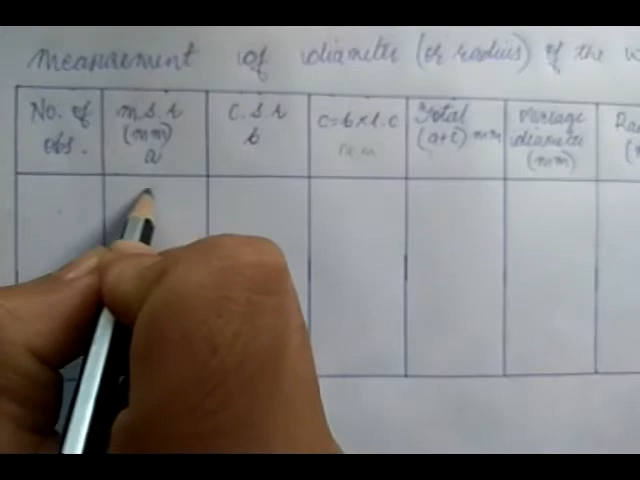 Measurement of diameter (or radius) of the
No. of
obs.
M.S.R
(mm)
a
C.S.R
b
C=b×L.C
mm
Total
(a+c) mm
Average
diameter
(mm)